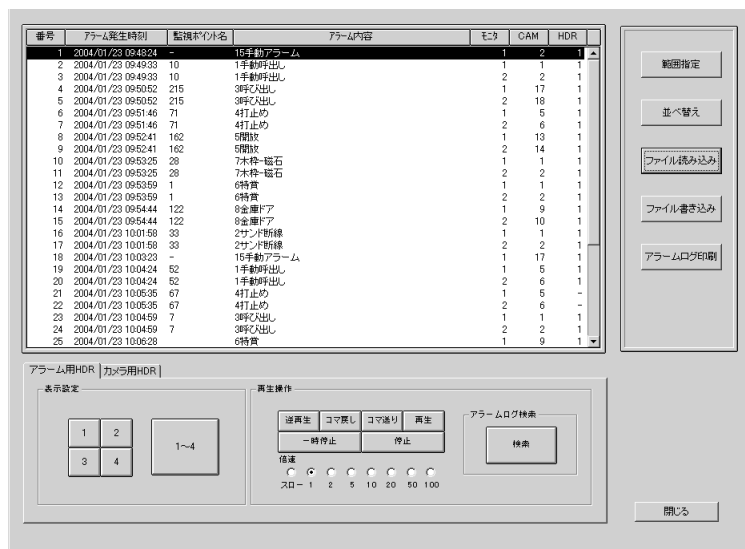 番号 アラーム発生時刻 監視ポイント名 アラーム内容 モニタ CAM HDR
1 2004/01/23 09:48:24 - 15手動アラーム 1 2 1
2 2004/01/23 09:49:33 10 1手動呼出し 1 1 1
3 2004/01/23 09:49:33 10 1手動呼出し 2 2 1
4 2004/01/23 09:50:52 215 3呼び出し 1 17 1
5 2004/01/23 09:50:52 215 3呼び出し 2 18 1
6 2004/01/23 09:51:46 71 4打止め 1 5 1
7 2004/01/23 09:51:46 71 4打止め 2 6 1
8 2004/01/23 09:52:41 162 5開放 1 13 1
9 2004/01/23 09:52:41 162 5開放 2 14 1
10 2004/01/23 09:53:25 28 7木枠-磁石 1 1 1
11 2004/01/23 09:53:25 28 7木枠-磁石 2 2 1
12 2004/01/23 09:53:59 1 6特賞 1 1 1
13 2004/01/23 09:53:59 1 6特賞 2 2 1
14 2004/01/23 09:54:44 122 8金庫ドア 1 9 1
15 2004/01/23 09:54:44 122 8金庫ドア 2 10 1
16 2004/01/23 10:01:58 33 2サンド断線 1 1 1
17 2004/01/23 10:01:58 33 2サンド断線 2 2 1
18 2004/01/23 10:03:23 - 15手動アラーム 1 17 1
19 2004/01/23 10:04:24 52 1手動呼出し 1 5 1
20 2004/01/23 10:04:24 52 1手動呼出し 2 6 1
21 2004/01/23 10:05:35 67 4打止め 1 5 -
22 2004/01/23 10:05:35 67 4打止め 2 6 -
23 2004/01/23 10:04:59 7 3呼び出し 1 1 1
24 2004/01/23 10:04:59 7 3呼び出し 2 2 1
25 2004/01/23 10:06:28 6特賞 1 9 1
範囲指定
並べ替え
ファイル読み込み
ファイル書き込み
アラームログ印刷
アラーム用HDR カメラ用HDR
表示設定
1 2
3 4
1～4
再生操作
逆再生 コマ戻し コマ送り 再生
一時停止 停止
倍速
スロー 1 2 5 10 20 50 100
アラームログ検索
検索
閉じる